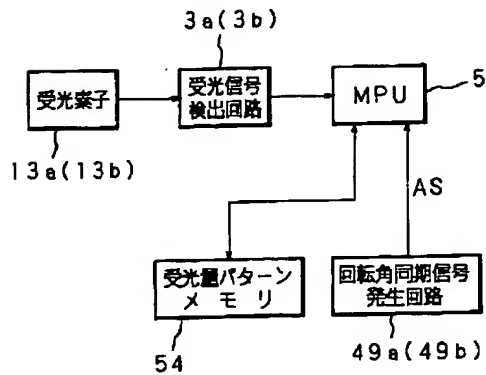 3a(3b)
受光素子
受光信号
検出回路
MPU
5
13a(13b)
AS
受光量パターン
メモリ
回転角同期信号
発生回路
54
49a(49b)